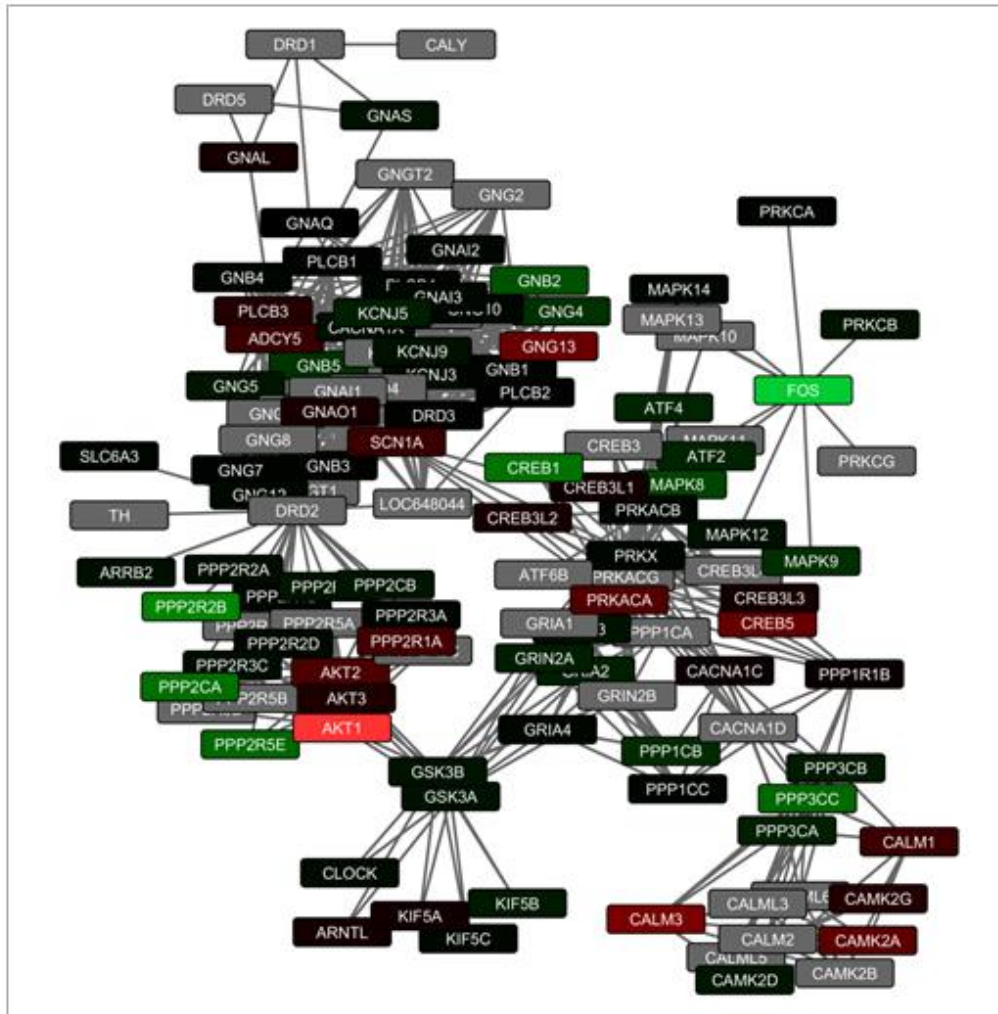 DRD1
CALY
DRD5
GNAS
GNAL
GNGT2
GNG2
PRKCA
GNAQ
GNAI2
PLCB1
GNB4
GNB2
MAPK14
GNAI3
PLCB3
KCNJ5
GNG4
MAPK13
PRKCB
CACNA1A
ADCY5
GNG13
MAPK10
KCNJ9
GNB5
KCNJ3
GNB1
GNG5
GNAI1
PLCB2
FOS
GNAO1
DRD3
ATF4
GNG8
SCN1A
CREB3
MAPK11
SLC6A3
ATF2
PRKCG
GNG7
GNB3
CREB1
MAPK8
CREB3L1
GNG12
LOC648044
TH
DRD2
CREB3L2
PRKACB
MAPK12
ARRB2
PPP2R2A
PRKX
MAPK9
PPP2CB
ATF6B
PRKACG
PPP2R2B
PRKACA
CREB3L3
PPP2R3A
PPP2R5A
GRIA1
CREB5
PPP2R2D
PPP2R1A
PPP1CA
PPP2R3C
GRIN2A
AKT2
GRIA2
CACNA1C
PPP1R1B
PPP2CA
AKT3
PPP2R5B
GRIN2B
AKT1
GRIA4
CACNA1D
PPP2R5E
PPP1CB
GSK3B
PPP3CB
PPP1CC
GSK3A
PPP3CC
PPP3CA
CALM1
CLOCK
KIF5B
CALML3
CAMK2G
KIF5A
CALM3
ARNTL
KIF5C
CALM2
CAMK2A
CALML5
CAMK2B
CAMK2D